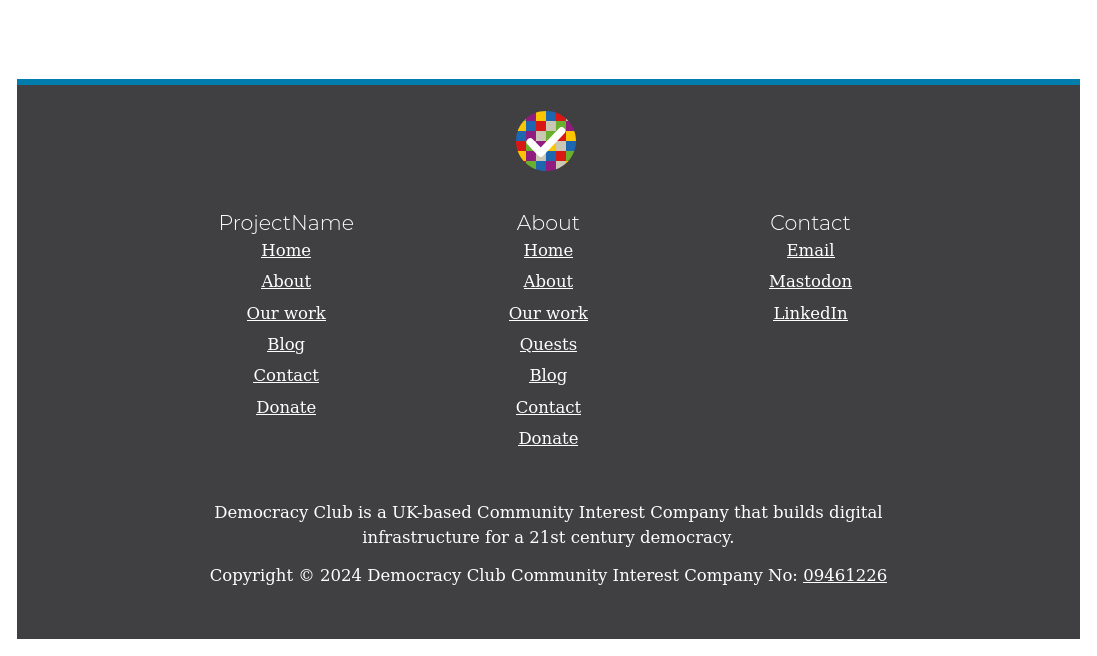 ProjectName
Home
About
Our work
Blog
Contact
Donate
About
Home
About
Our work
Quests
Blog
Contact
Donate
Contact
Email
Mastodon
LinkedIn
Democracy Club is a UK-based Community Interest Company that builds digital
infrastructure for a 21st century democracy.
Copyright © 2024 Democracy Club Community Interest Company No: 09461226